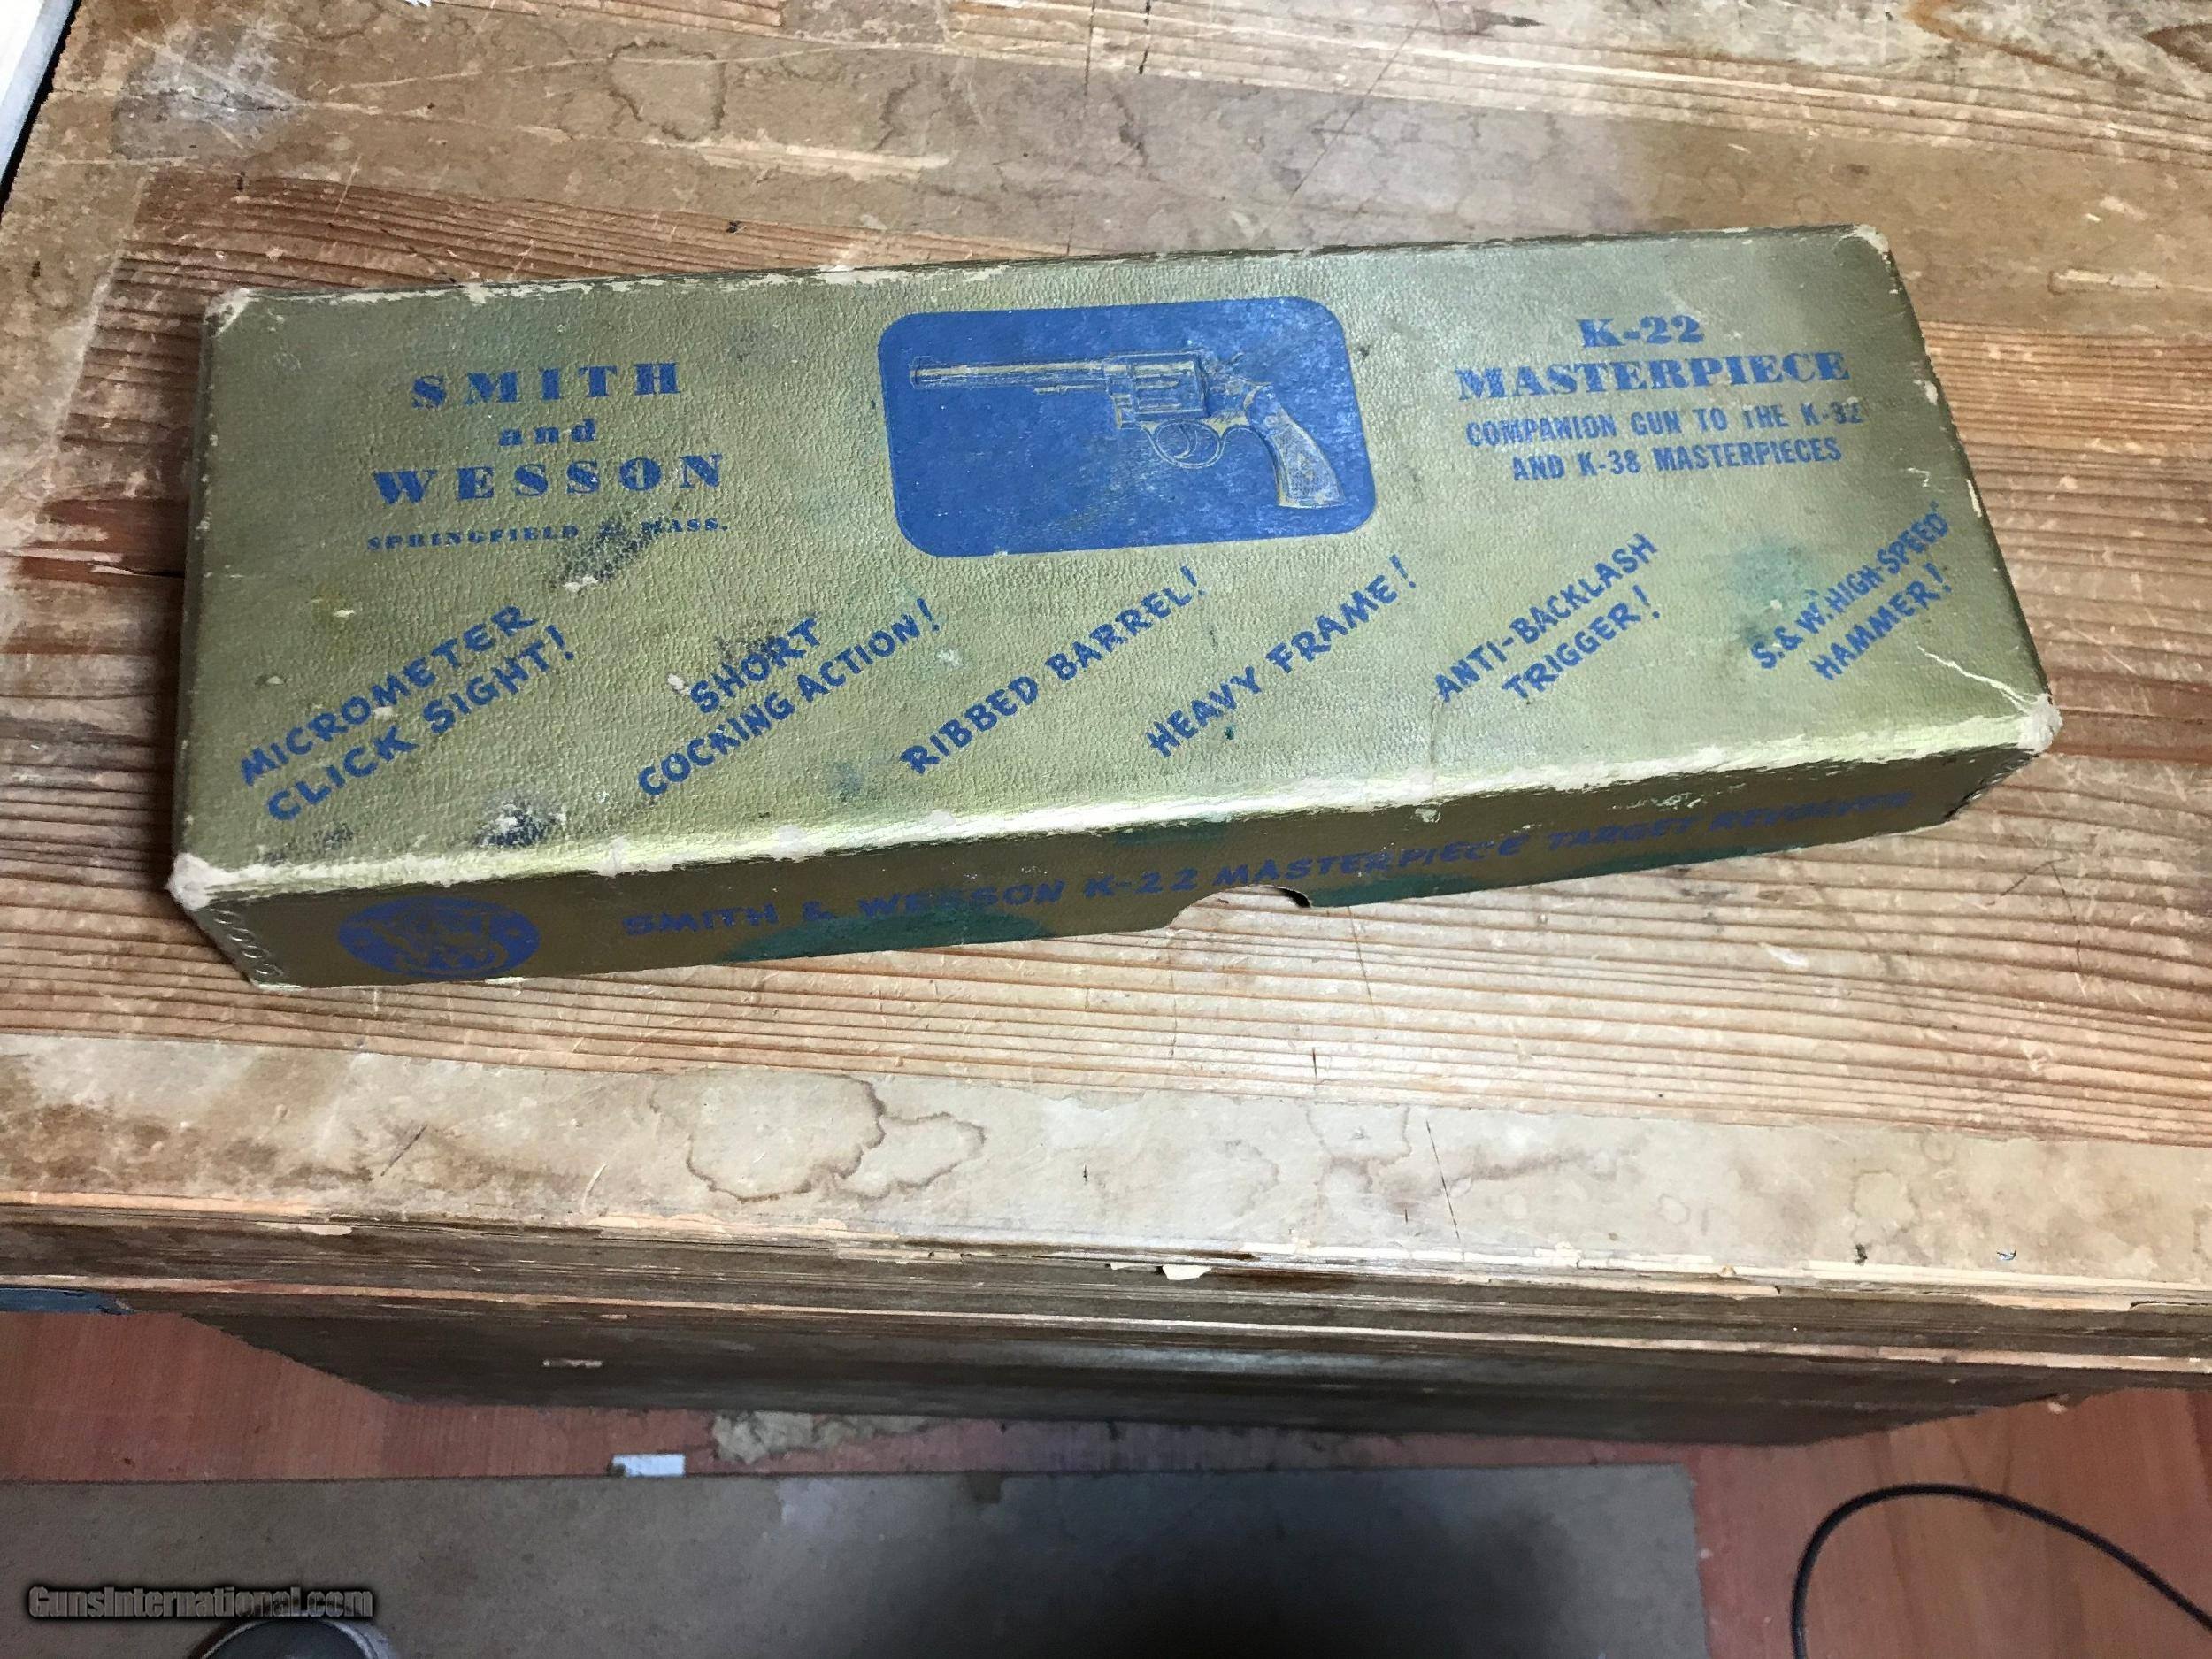 SMITH
and
WESSON
SPRINGFIELD MASS.
K-22
MASTERPIECE
COMPANION GUN TO THE K-32
AND K-38 MASTERPIECES
MICROMETER
CLICK SIGHT!
SHORT
COCKING ACTION!
RIBBED BARREL!
HEAVY FRAME!
ANTI-BACKLASH
TRIGGER!
S.& W. HIGH-SPEED"
HAMMER!
SMITH & WESSON K-22 MASTERPIECE TARGET REVOLVER
GunsInternational.com